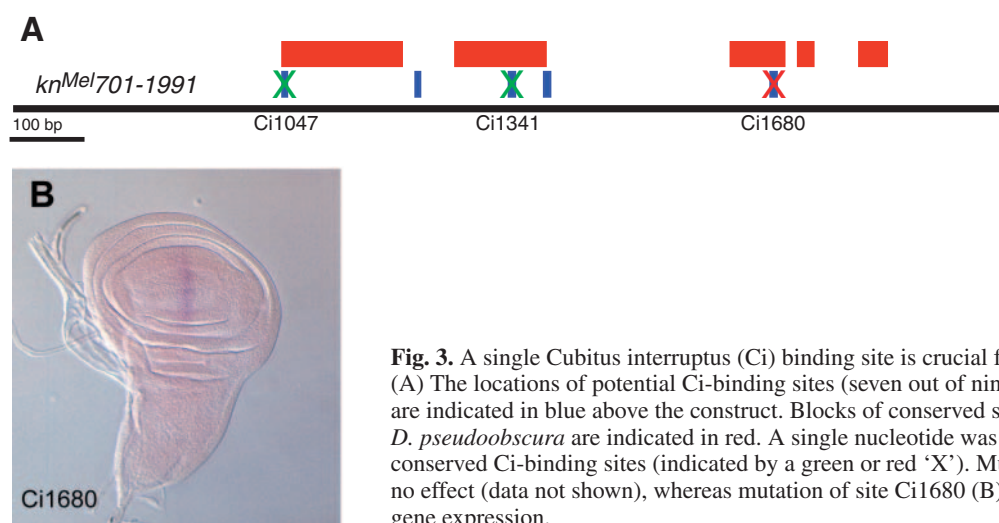 A
kn^Mel701-1991
100 bp
Ci1047
Ci1341
Ci1680
B
Ci1680
Fig. 3. A single Cubitus interruptus (Ci) binding site is crucial f
(A) The locations of potential Ci-binding sites (seven out of nin
are indicated in blue above the construct. Blocks of conserved s
D. pseudoobscura are indicated in red. A single nucleotide was
conserved Ci-binding sites (indicated by a green or red ‘X’). Mu
no effect (data not shown), whereas mutation of site Ci1680 (B)
gene expression.